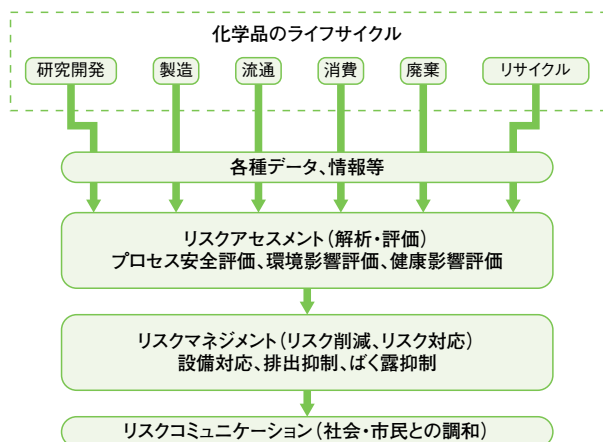 化学品のライフサイクル
研究開発 製造 流通 消費 廃棄 リサイクル
各種データ、情報等
リスクアセスメント(解析・評価)
プロセス安全評価、環境影響評価、健康影響評価
リスクマネジメント(リスク削減、リスク対応)
設備対応、排出抑制、ばく露抑制
リスクコミュニケーション(社会・市民との調和)